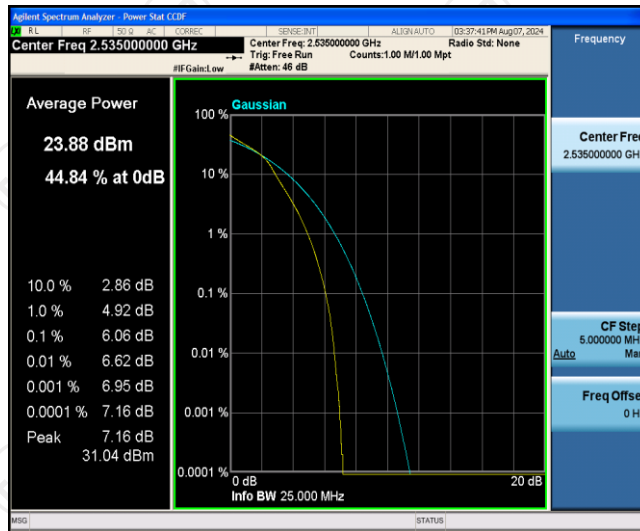 Agilent Spectrum Analyzer - Power Stat CCDF
RL RF 50 Ω AC CORREC SENSE:INT ALIGN AUTO 03:37:41 PM Aug 07, 2024
Center Freq 2.535000000 GHz
Center Freq: 2.535000000 GHz Radio Std: None
Trig: Free Run Counts:1.00 M/1.00 Mpt
#IFGain:Low #Atten: 46 dB
Frequency
Average Power
23.88 dBm
44.84 % at 0dB
10.0 % 2.86 dB
1.0 % 4.92 dB
0.1 % 6.06 dB
0.01 % 6.62 dB
0.001 % 6.95 dB
0.0001 % 7.16 dB
Peak 7.16 dB
31.04 dBm
Gaussian
100 %
10 %
1 %
0.1 %
0.01 %
0.001 %
0.0001 %
0 dB 20 dB
Info BW 25.000 MHz
Center Fre
2.535000000 GH
CF Step
5.000000 MH
Auto Ma
Freq Offse
0 H
MSG STATUS